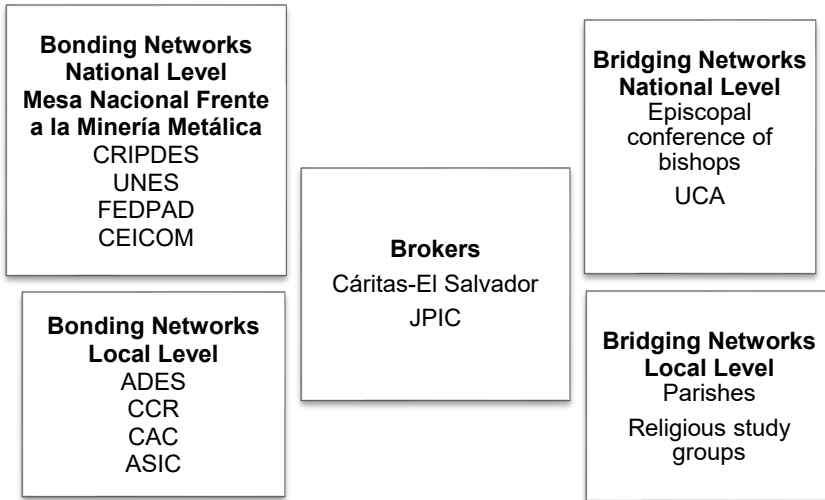 Bonding Networks
National Level
Mesa Nacional Frente
a la Minería Metálica
CRIPDES
UNES
FEDPAD
CEICOM
Bonding Networks
Local Level
ADES
CCR
CAC
ASIC
Brokers
Cáritas-El Salvador
JPIC
Bridging Networks
National Level
Episcopal
conference of
bishops
UCA
Bridging Networks
Local Level
Parishes
Religious study
groups